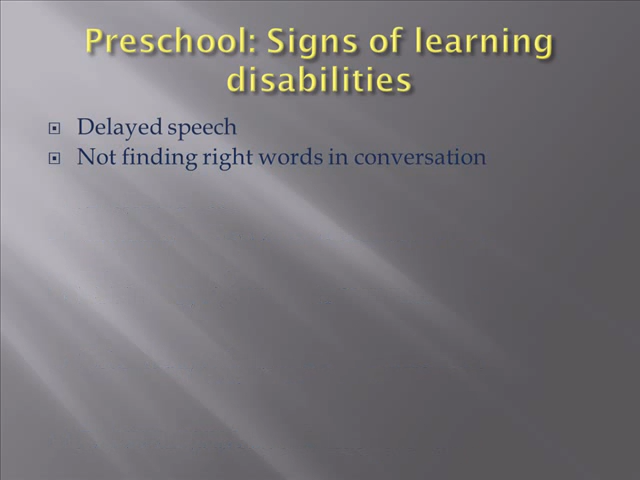 Preschool: Signs of learning
disabilities
Delayed speech
Not finding right words in conversation